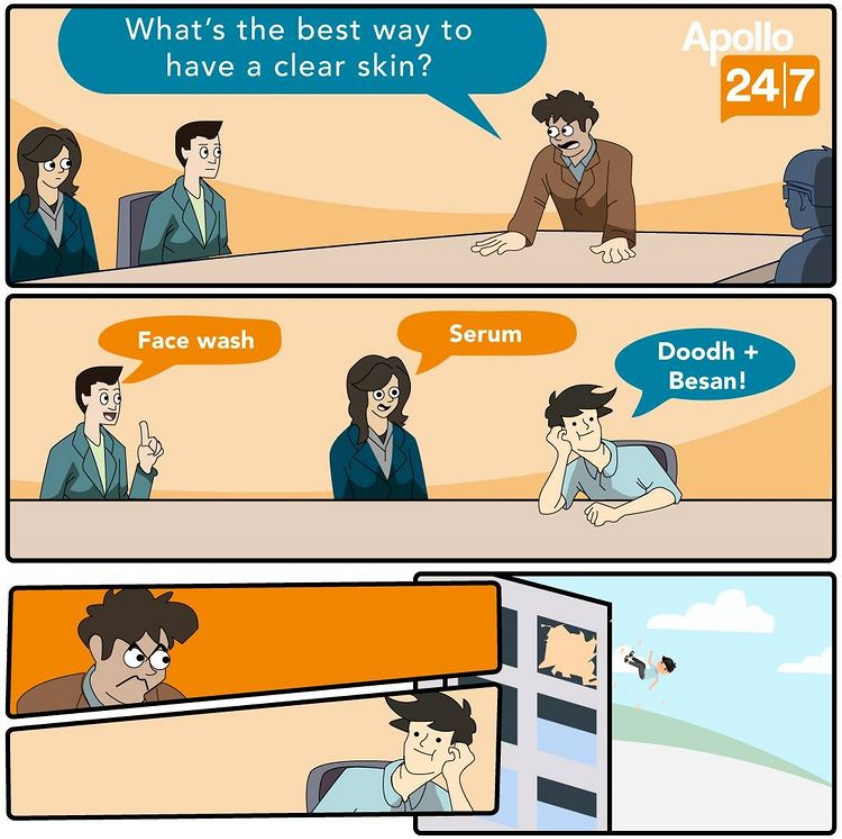 What's the best way to
have a clear skin?
Apollo
24|7
Face wash
Serum
Doodh +
Besan!